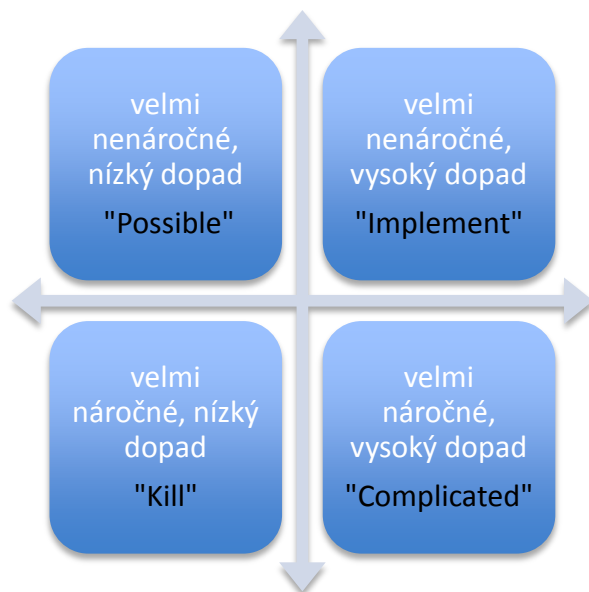 velmi
nenáročné,
nízký dopad
"Possible"
velmi
nenáročné,
vysoký dopad
"Implement"
velmi
náročné, nízký
dopad
"Kill"
velmi
náročné,
vysoký dopad
"Complicated"